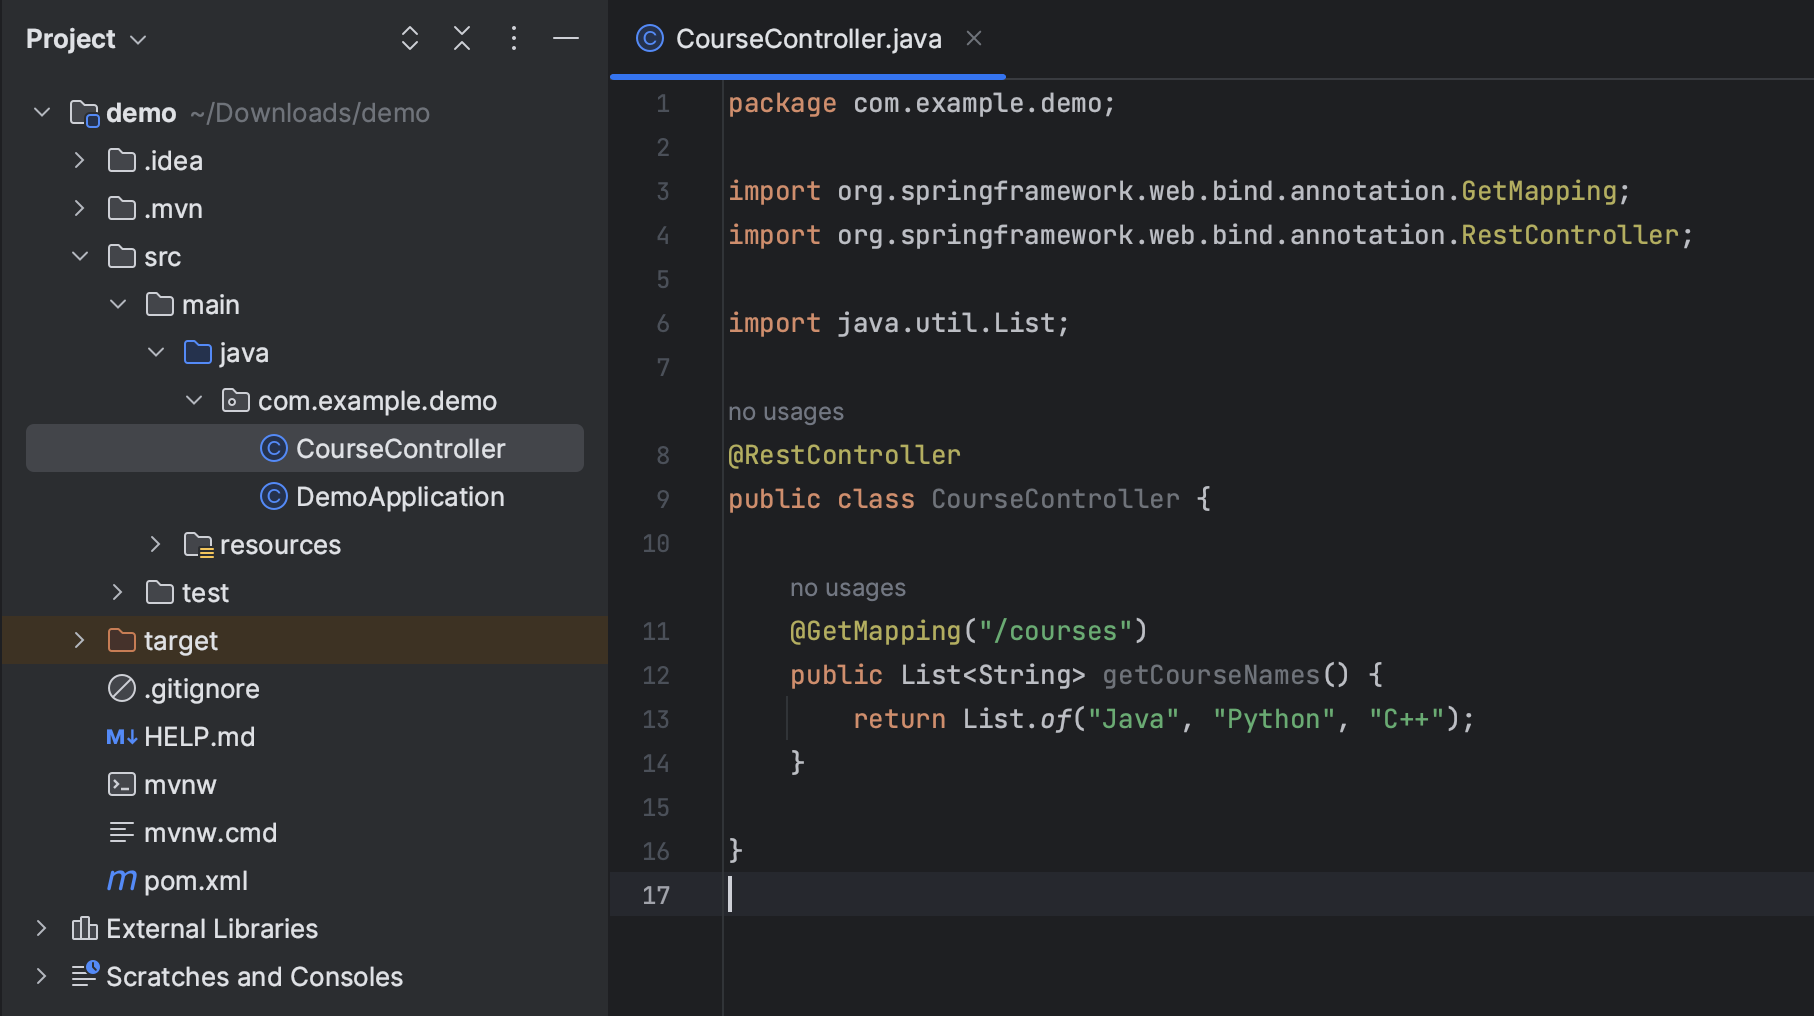 Project
demo ~/Downloads/demo
.idea
.mvn
src
main
java
com.example.demo
CourseController
DemoApplication
resources
test
target
.gitignore
HELP.md
mvnw
mvnw.cmd
pom.xml
External Libraries
Scratches and Consoles
CourseController.java
1 package com.example.demo;
2
3 import org.springframework.web.bind.annotation.GetMapping;
4 import org.springframework.web.bind.annotation.RestController;
5
6 import java.util.List;
7
no usages
8 @RestController
9 public class CourseController {
10
no usages
11 @GetMapping("/courses")
12 public List<String> getCourseNames() {
13 return List.of("Java", "Python", "C++");
14 }
15
16 }
17